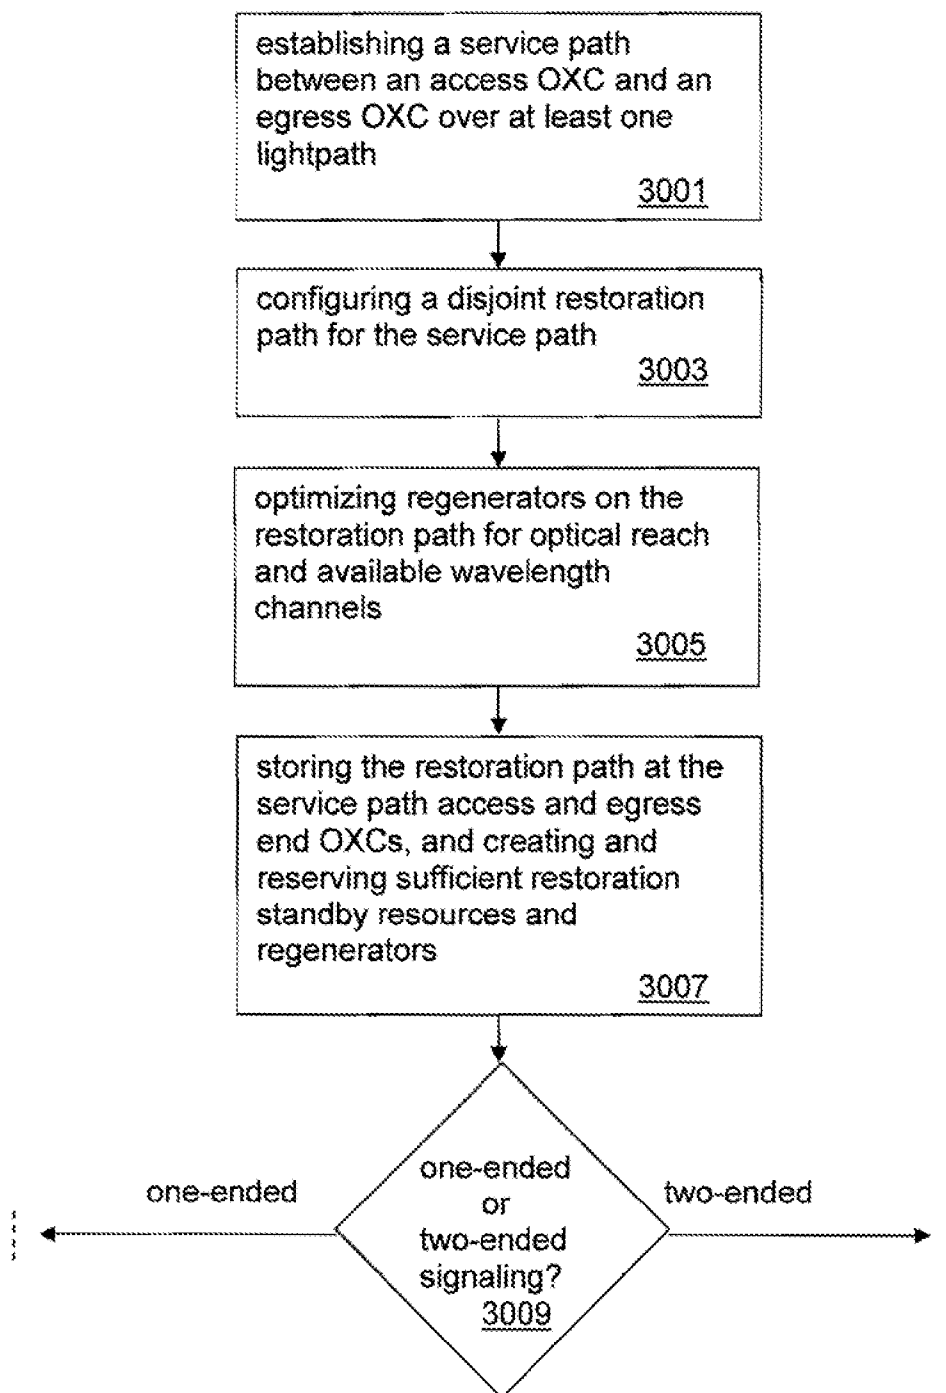 establishing a service path
between an access OXC and an
egress OXC over at least one
lightpath
3001
configuring a disjoint restoration
path for the service path
3003
optimizing regenerators on the
restoration path for optical reach
and available wavelength
channels
3005
storing the restoration path at the
service path access and egress
end OXCs, and creating and
reserving sufficient restoration
standby resources and
regenerators
3007
one-ended
one-ended
or
two-ended
signaling?
3009
two-ended